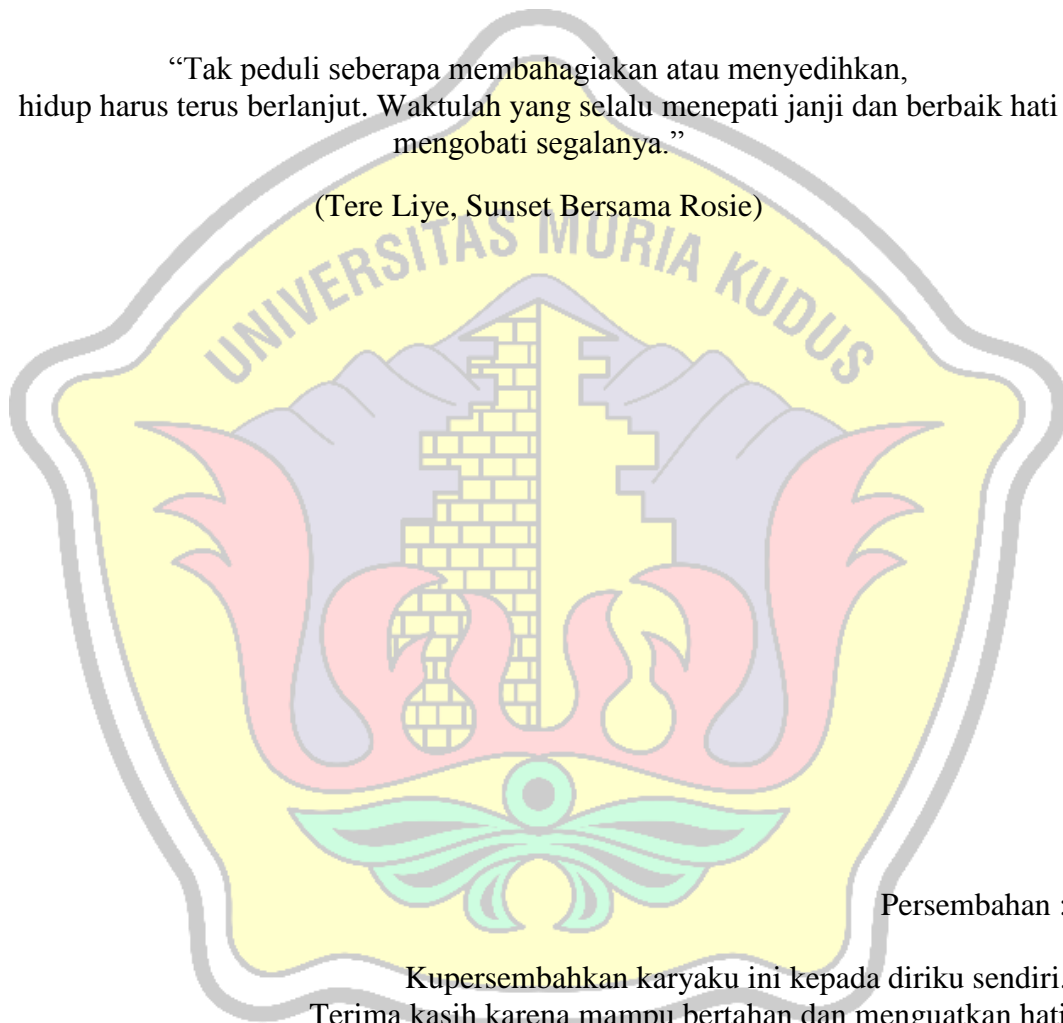 “Tak peduli seberapa membahagiakan atau menyedihkan,
hidup harus terus berlanjut. Waktulah yang selalu menepati janji dan berbaik hati
mengobati segalanya.”
(Tere Liye, Sunset Bersama Rosie)
UNIVERSITAS MURIA KUDUS
Persembahan :
Kupersembahkan karyaku ini kepada diriku sendiri.
Terima kasih karena mampu bertahan dan menguatkan hati